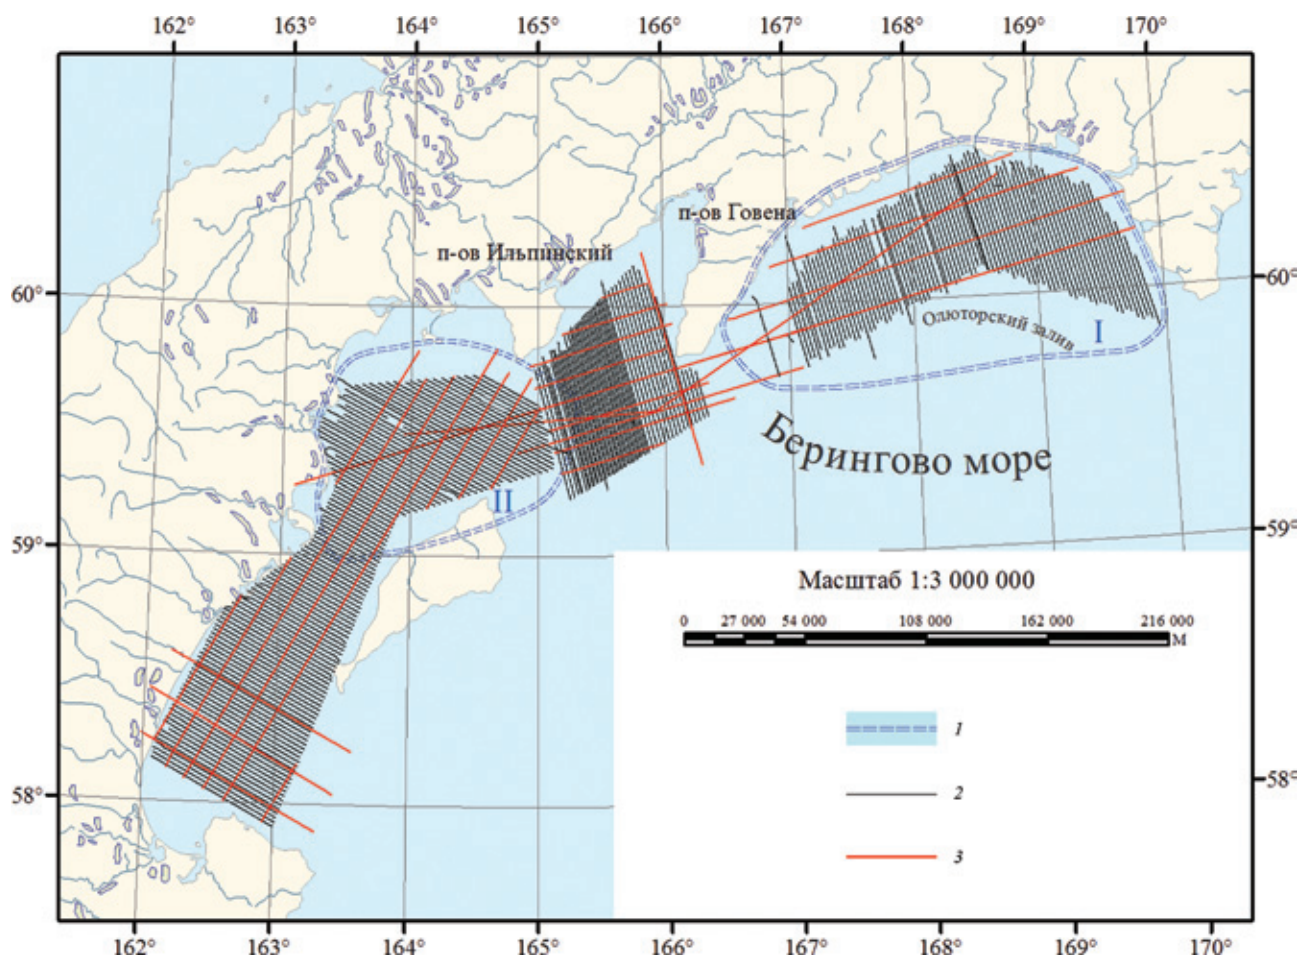 162° 163° 164° 165° 166° 167° 168° 169° 170°
п-ов Говена
п-ов Ильпинский
60° 60°
Олюторский залив
I
Берингово море
II
59° 59°
Масштаб 1:3 000 000
0 27 000 54 000 108 000 162 000 216 000
М
1
58° 58°
2
3
162° 163° 164° 165° 166° 167° 168° 169° 170°